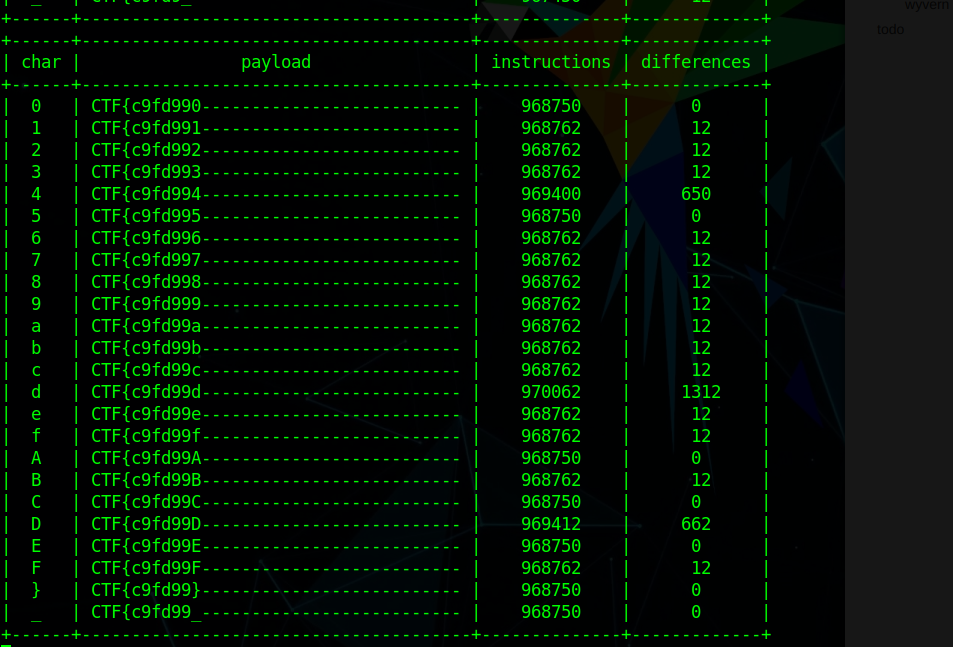 wyvern
todo
+------+---------------------------------------+--------------+-------------+
+------+---------------------------------------+--------------+-------------+
| char | payload | instructions | differences |
+------+---------------------------------------+--------------+-------------+
| 0 | CTF{c9fd990-------------------------- | 968750 | 0 |
| 1 | CTF{c9fd991-------------------------- | 968762 | 12 |
| 2 | CTF{c9fd992-------------------------- | 968762 | 12 |
| 3 | CTF{c9fd993-------------------------- | 968762 | 12 |
| 4 | CTF{c9fd994-------------------------- | 969400 | 650 |
| 5 | CTF{c9fd995-------------------------- | 968750 | 0 |
| 6 | CTF{c9fd996-------------------------- | 968762 | 12 |
| 7 | CTF{c9fd997-------------------------- | 968762 | 12 |
| 8 | CTF{c9fd998-------------------------- | 968762 | 12 |
| 9 | CTF{c9fd999-------------------------- | 968762 | 12 |
| a | CTF{c9fd99a-------------------------- | 968762 | 12 |
| b | CTF{c9fd99b-------------------------- | 968762 | 12 |
| c | CTF{c9fd99c-------------------------- | 968762 | 12 |
| d | CTF{c9fd99d-------------------------- | 970062 | 1312 |
| e | CTF{c9fd99e-------------------------- | 968762 | 12 |
| f | CTF{c9fd99f-------------------------- | 968762 | 12 |
| A | CTF{c9fd99A-------------------------- | 968750 | 0 |
| B | CTF{c9fd99B-------------------------- | 968762 | 12 |
| C | CTF{c9fd99C-------------------------- | 968750 | 0 |
| D | CTF{c9fd99D-------------------------- | 969412 | 662 |
| E | CTF{c9fd99E-------------------------- | 968750 | 0 |
| F | CTF{c9fd99F-------------------------- | 968762 | 12 |
| } | CTF{c9fd99}-------------------------- | 968750 | 0 |
| _ | CTF{c9fd99_-------------------------- | 968750 | 0 |
+------+---------------------------------------+--------------+-------------+